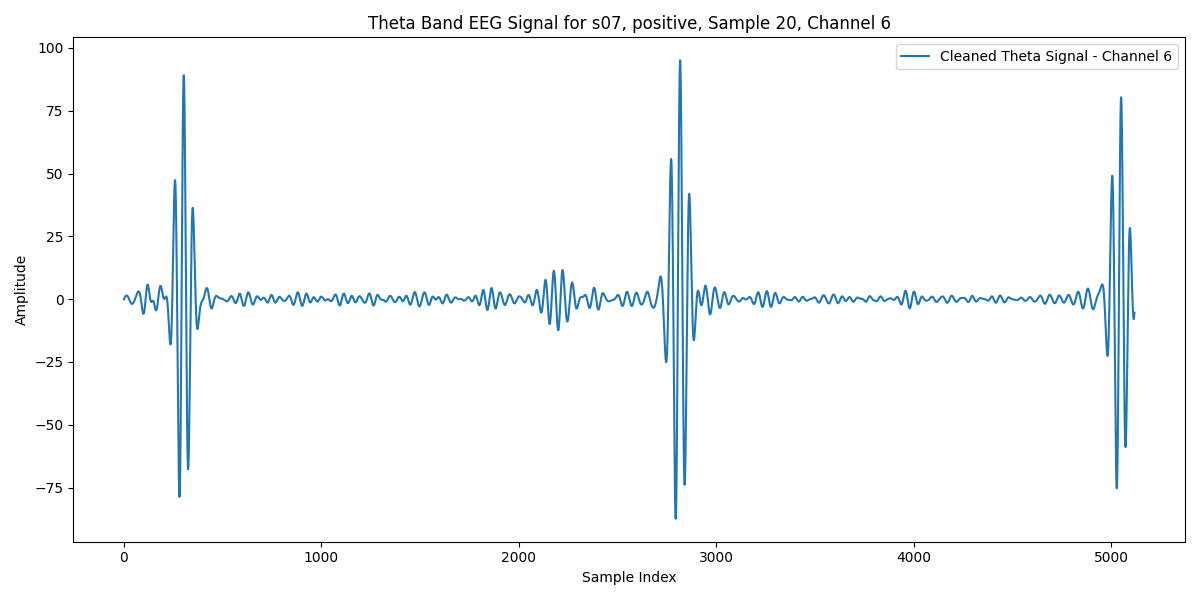 Theta Band EEG Signal for s07, positive, Sample 20, Channel 6
Cleaned Theta Signal - Channel 6
100
75
50
25
0
−25
−50
−75
Amplitude
0 1000 2000 3000 4000 5000
Sample Index